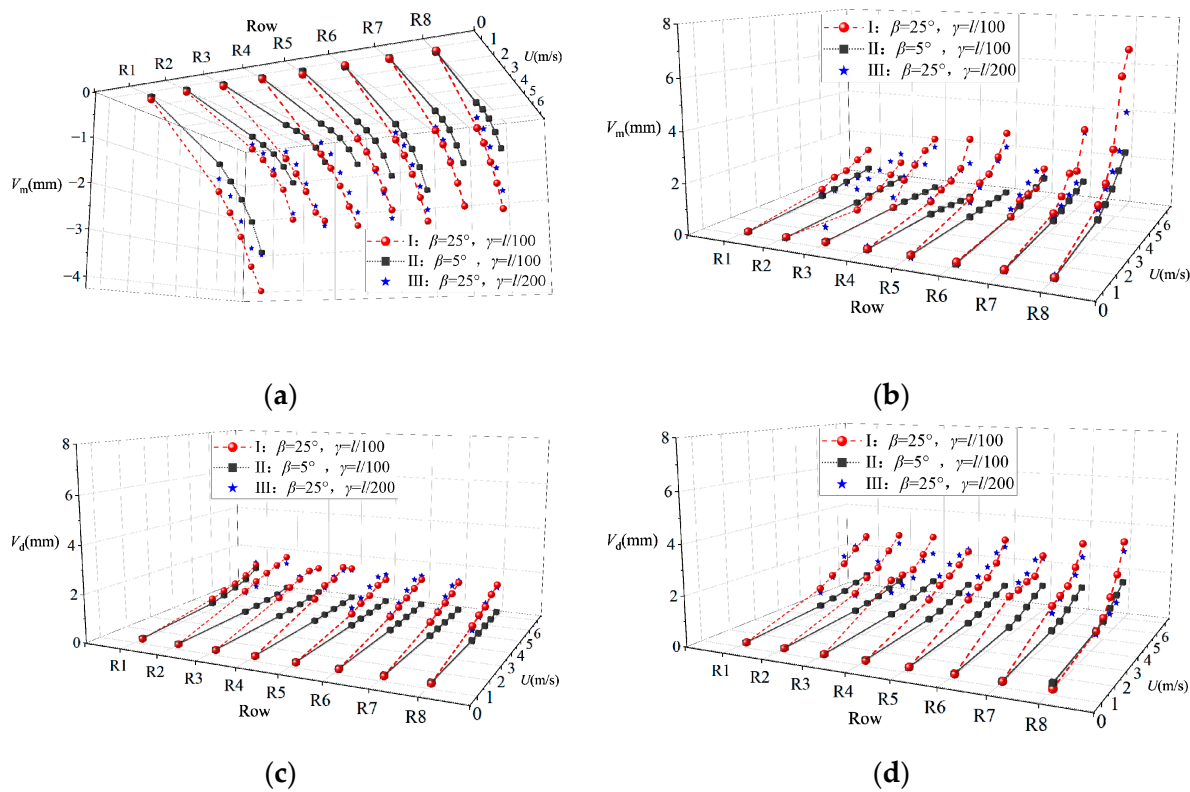 Row
R1 R2 R3 R4 R5 R6 R7 R8
0 1 2 3 4 5 6
U(m/s)
0
−1
−2
−3
−4
Vm(mm)
I：β=25°，γ=l/100
II：β=5° ，γ=l/100
III：β=25°，γ=l/200
(a)
8
6
4
2
0
Vm(mm)
I：β=25°，γ=l/100
II：β=5° ，γ=l/100
III：β=25°，γ=l/200
R1 R2 R3 R4 R5 R6 R7 R8
Row
0 1 2 3 4 5 6
U(m/s)
(b)
8
6
4
2
0
Vd(mm)
I：β=25°，γ=l/100
II：β=5° ，γ=l/100
III：β=25°，γ=l/200
R1 R2 R3 R4 R5 R6 R7 R8
Row
0 1 2 3 4 5 6
U(m/s)
(c)
8
6
4
2
0
Vd(mm)
I：β=25°，γ=l/100
II：β=5° ，γ=l/100
III：β=25°，γ=l/200
R1 R2 R3 R4 R5 R6 R7 R8
Row
0 1 2 3 4 5 6
U(m/s)
(d)